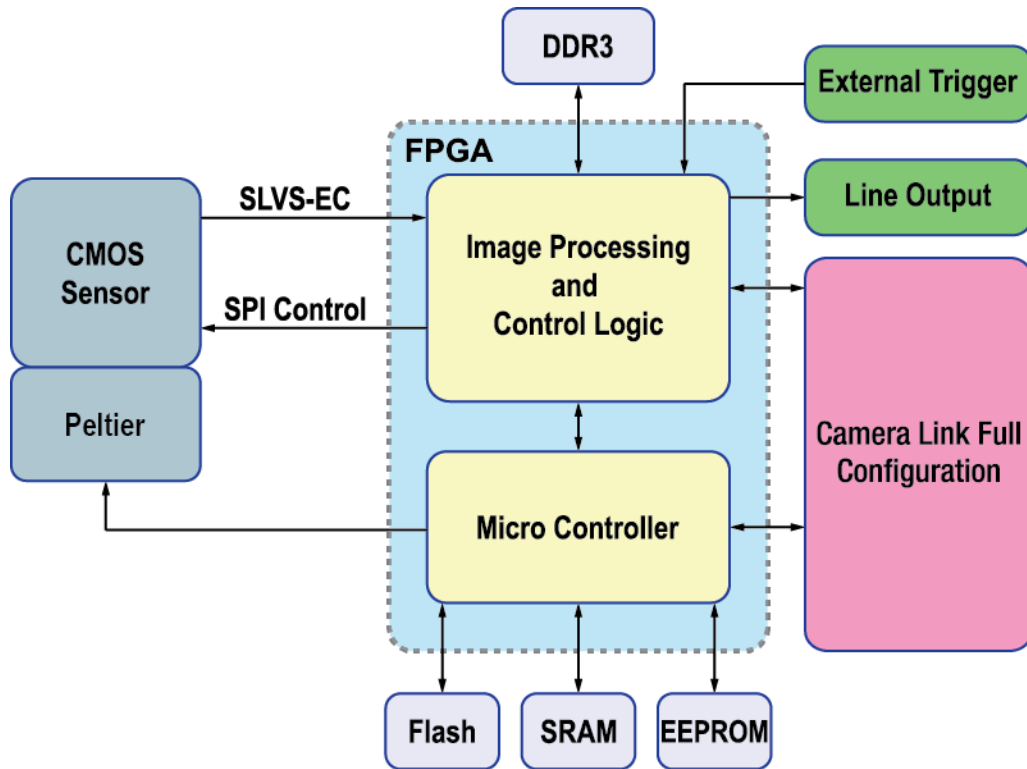 DDR3
External Trigger
FPGA
Line Output
SLVS-EC
CMOS
Sensor
Image Processing
and
Control Logic
SPI Control
Peltier
Camera Link Full
Configuration
Micro Controller
Flash
SRAM
EEPROM